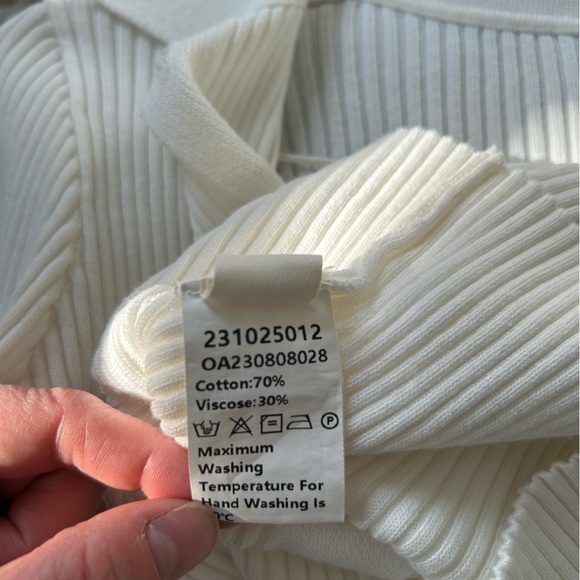 231025012
OA230808028
Cotton:70%
Viscose:30%
P
Maximum
Washing
Temperature For
Hand Washing Is
°C